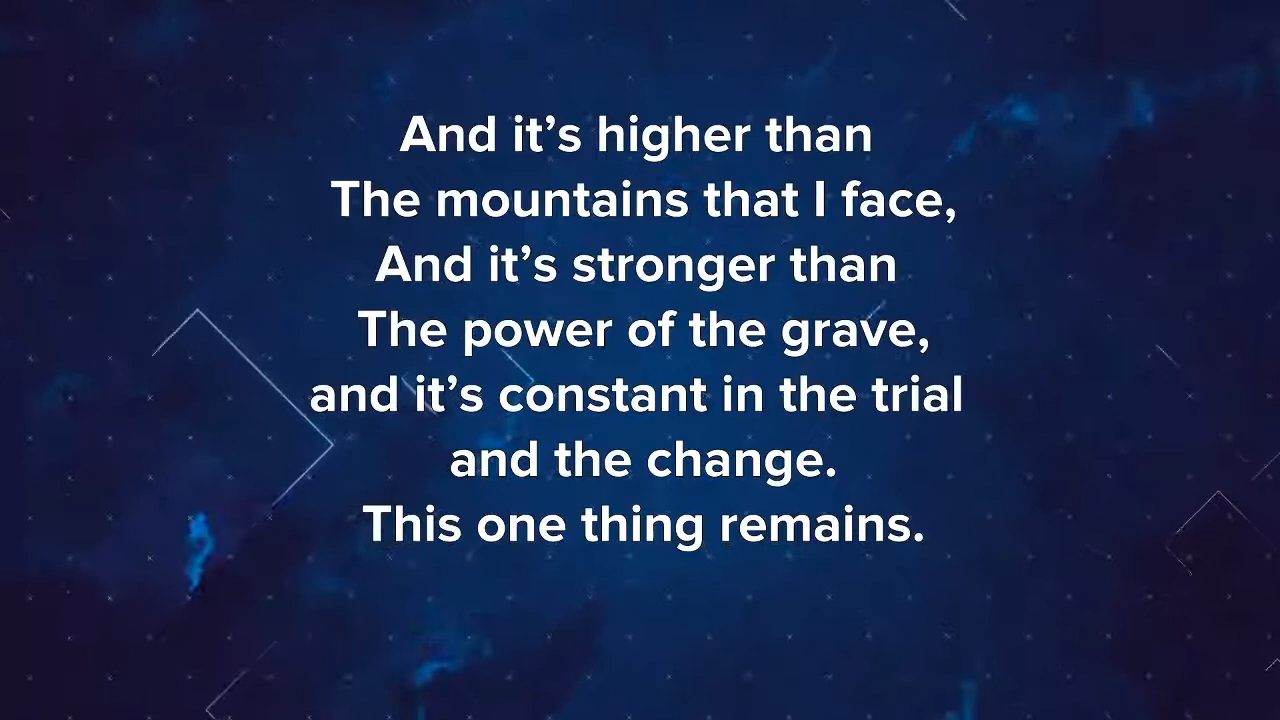 And it’s higher than
The mountains that I face,
And it’s stronger than
The power of the grave,
and it’s constant in the trial
and the change.
This one thing remains.